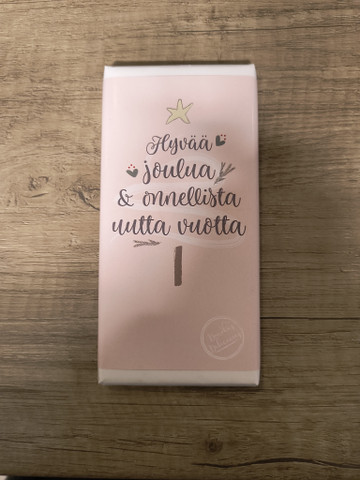 Hyvää
joulua
& onnellista
uutta vuotta